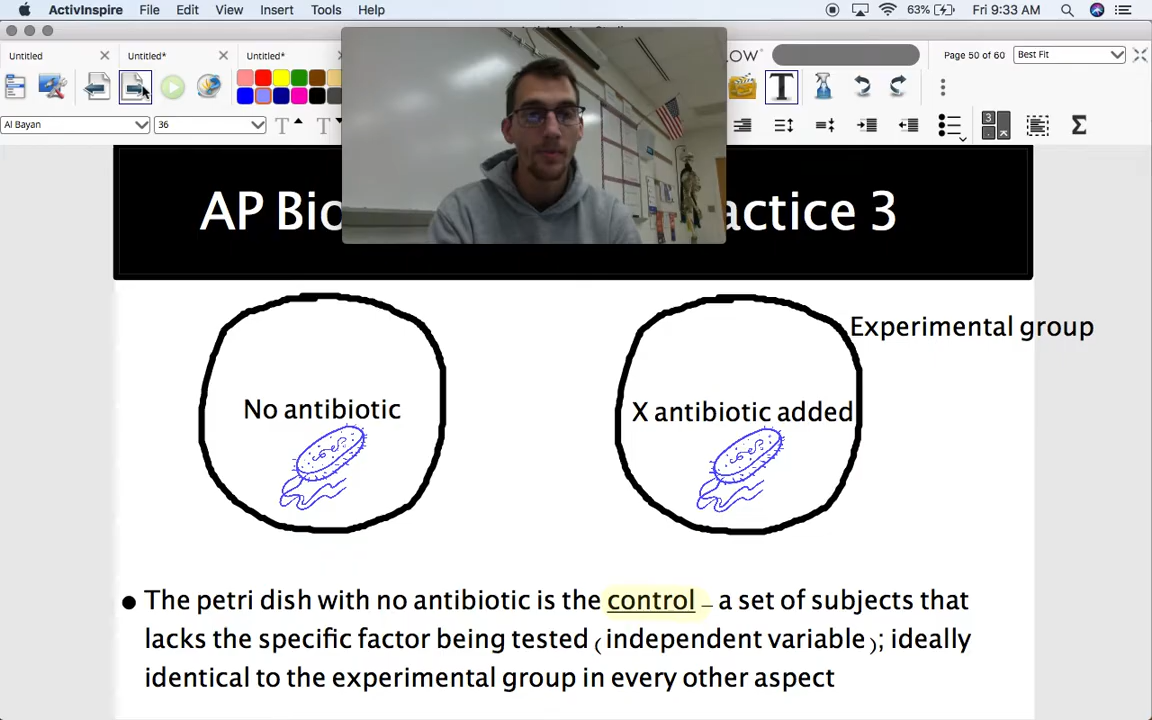 ActivInspire File Edit View Insert Tools Help 63% Fri 9:33 AM
Untitled Untitled* Untitled* Page 50 of 60 Best Fit
Al Bayan 36 T T T 3 Σ
AP Bio actice 3
Experimental group
No antibiotic X antibiotic added
• The petri dish with no antibiotic is the control – a set of subjects that
lacks the specific factor being tested (independent variable); ideally
identical to the experimental group in every other aspect